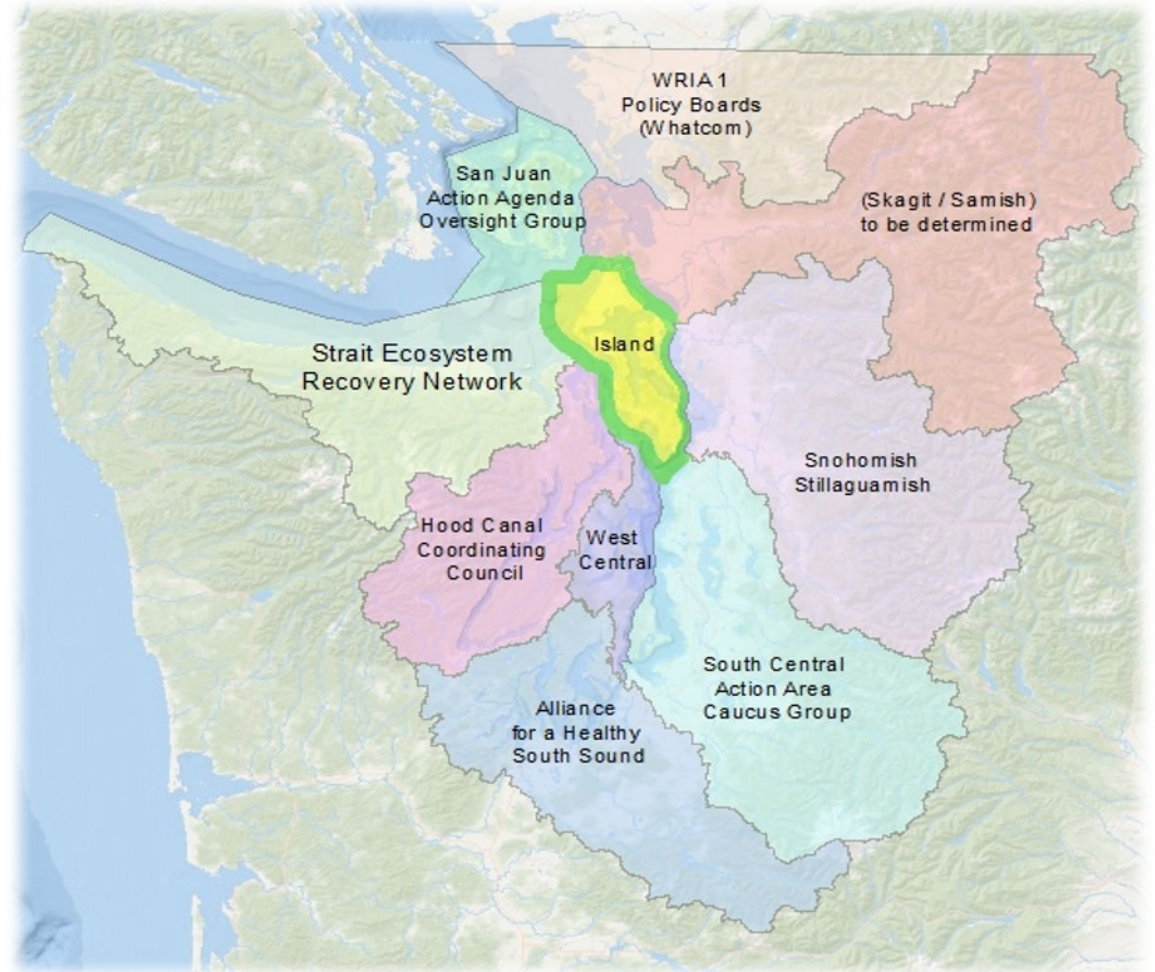 WRIA 1
Policy Boards
(Whatcom)
San Juan
Action Agenda
Oversight Group
(Skagit / Samish)
to be determined
Island
Strait Ecosystem
Recovery Network
Snohomish
Stillaguamish
Hood Canal
Coordinating
Council
West
Central
South Central
Action Area
Caucus Group
Alliance
for a Healthy
South Sound